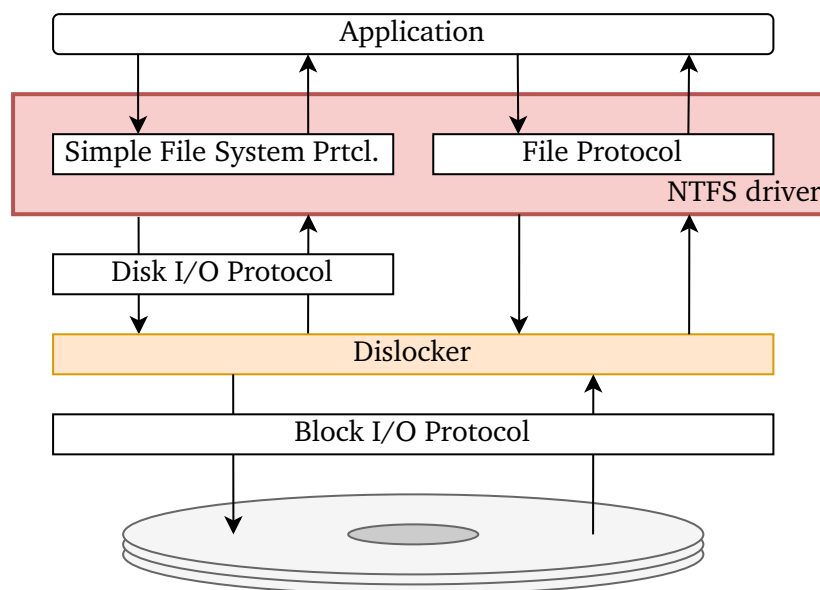 Application
Simple File System Prtcl.
File Protocol
NTFS driver
Disk I/O Protocol
Dislocker
Block I/O Protocol